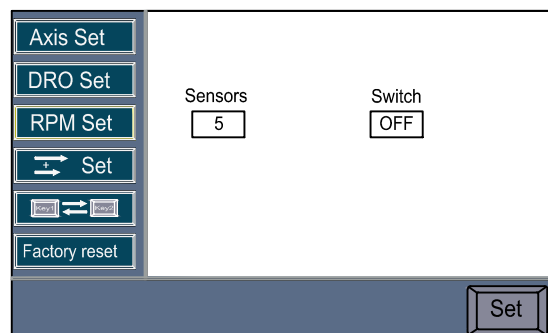 Axis Set
DRO Set
RPM Set
+ Set
Key1 Key2
Factory reset
Sensors
5
Switch
OFF
Set